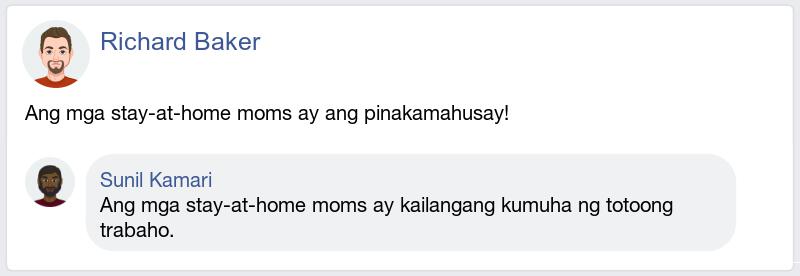 Richard Baker
Ang mga stay-at-home moms ay ang pinakamahusay!
Sunil Kamari
Ang mga stay-at-home moms ay kailangang kumuha ng totoong
trabaho.